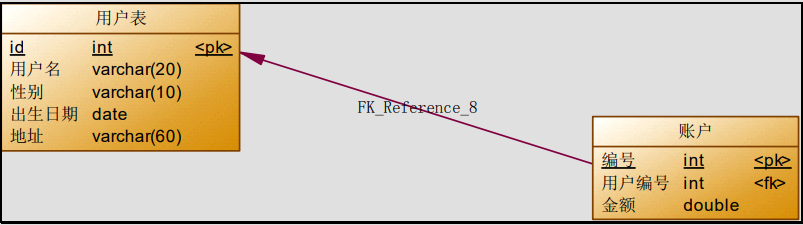 用户表
id int <pk>
用户名 varchar(20)
性别 varchar(10)
出生日期 date
地址 varchar(60)
FK_Reference_8
账户
编号 int <pk>
用户编号 int <fk>
金额 double